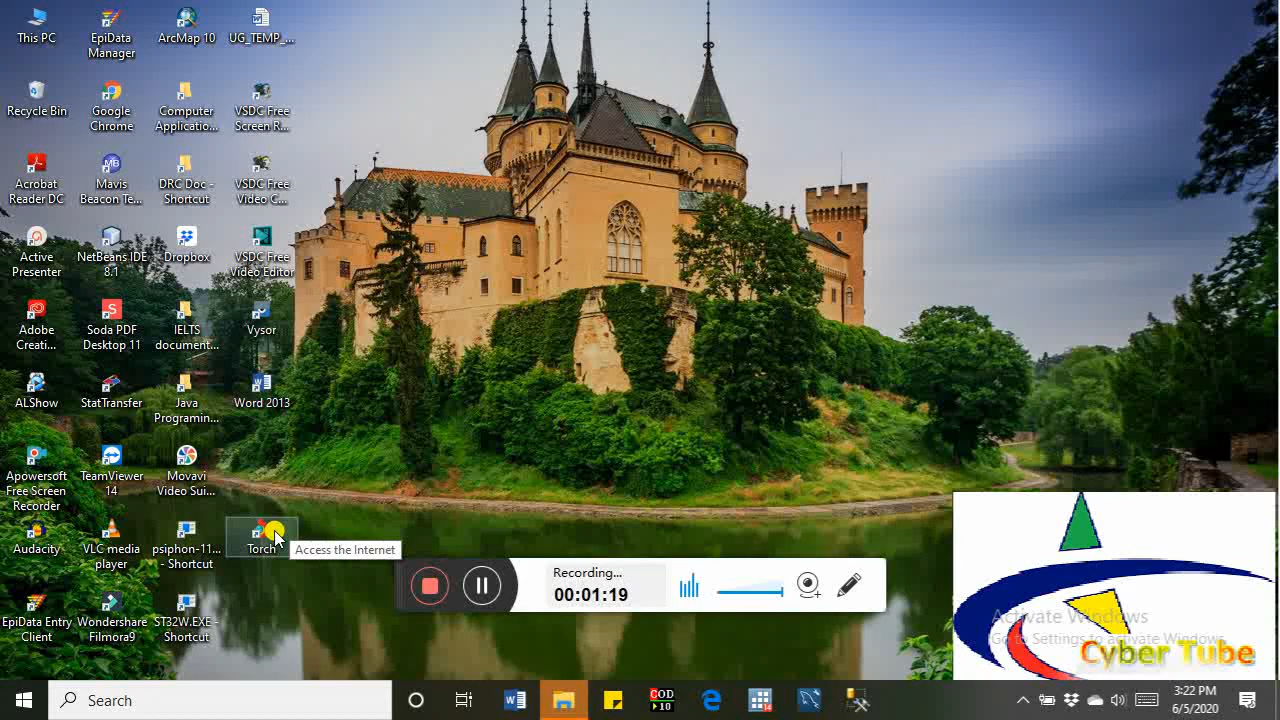 This PC
EpiData
Manager
ArcMap 10
UG_TEMP_...
Recycle Bin
Google
Chrome
Computer
Applicatio...
VSDC Free
Screen R...
Acrobat
Reader DC
Mavis
Beacon Te...
DRC Doc -
Shortcut
VSDC Free
Video C...
Active
Presenter
NetBeans IDE
8.1
Dropbox
VSDC Free
Video Editor
Adobe
Creati...
Soda PDF
Desktop 11
IELTS
document...
Vysor
ALShow
StatTransfer
Java
Programin...
Word 2013
Apowersoft
Free Screen
Recorder
TeamViewer
14
Movavi
Video Sui...
Audacity
VLC media
player
psiphon-11...
- Shortcut
Torch
Access the Internet
EpiData Entry
Client
Wondershare
Filmora9
ST32W.EXE -
Shortcut
Recording...
00:01:19
Activate Windows
Go to Settings to activate Windows.
Cyber Tube
Search
COD
10
14
3:22 PM
6/5/2020